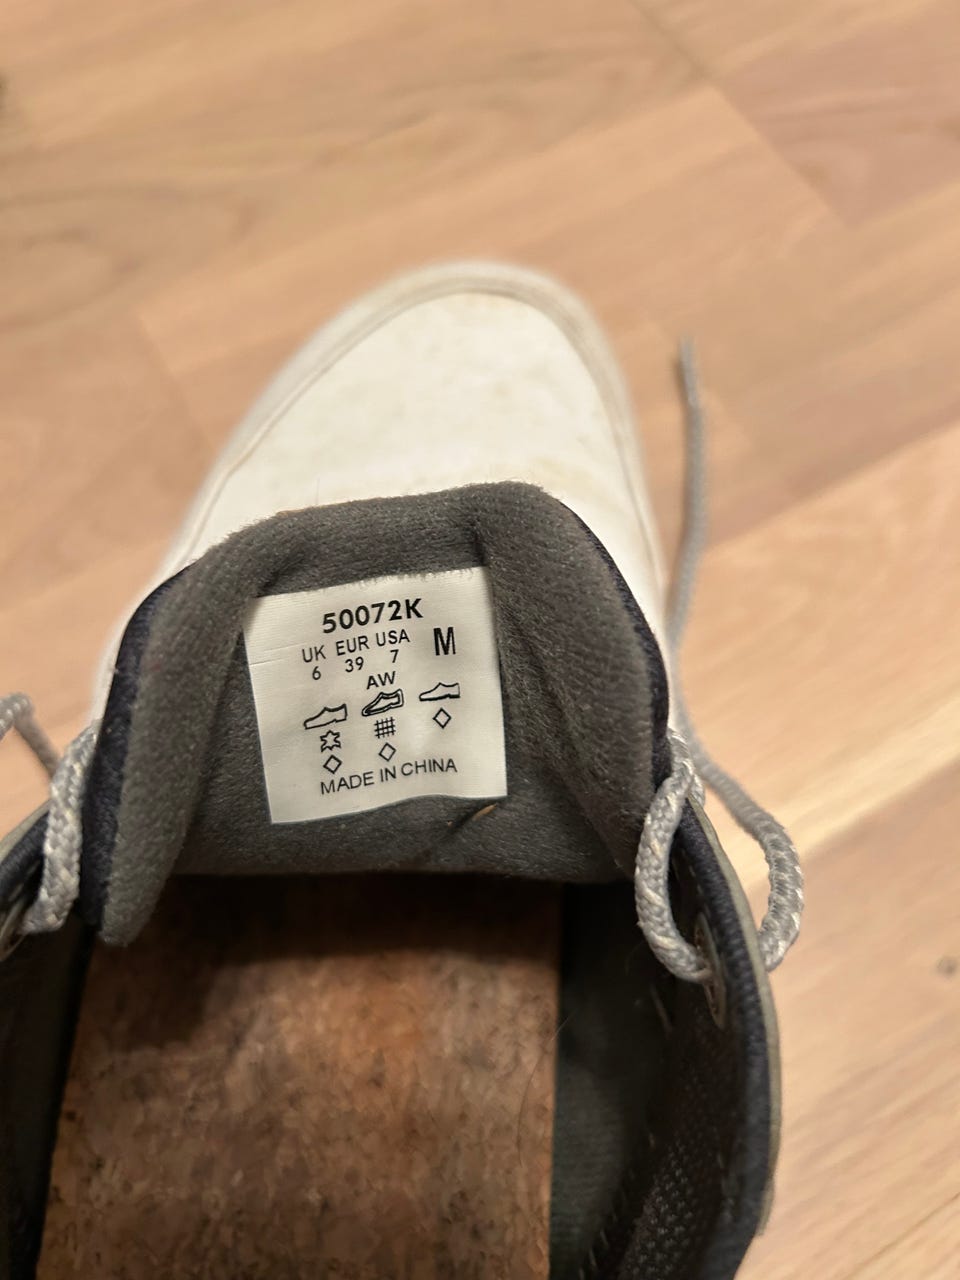 50072K
UK EUR USA M
6 39 7
AW
MADE IN CHINA